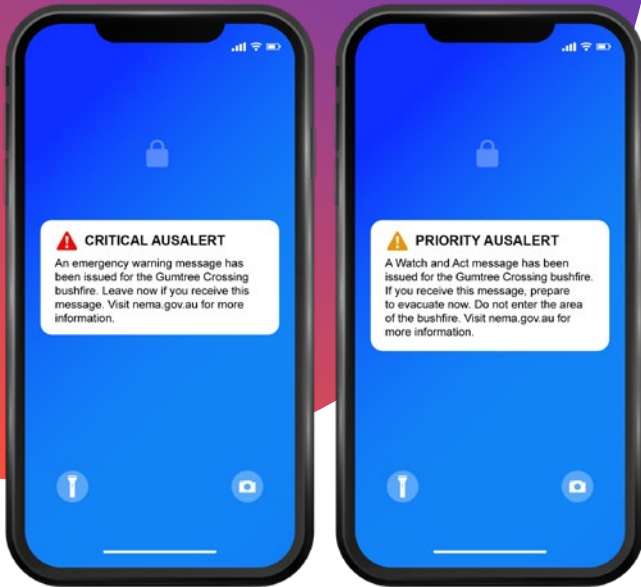 CRITICAL AUSALERT
An emergency warning message has
been issued for the Gumtree Crossing
bushfire. Leave now if you receive this
message. Visit nema.gov.au for more
information.
PRIORITY AUSALERT
A Watch and Act message has been
issued for the Gumtree Crossing bushfire.
If you receive this message, prepare
to evacuate now. Do not enter the area
of the bushfire. Visit nema.gov.au for
more information.